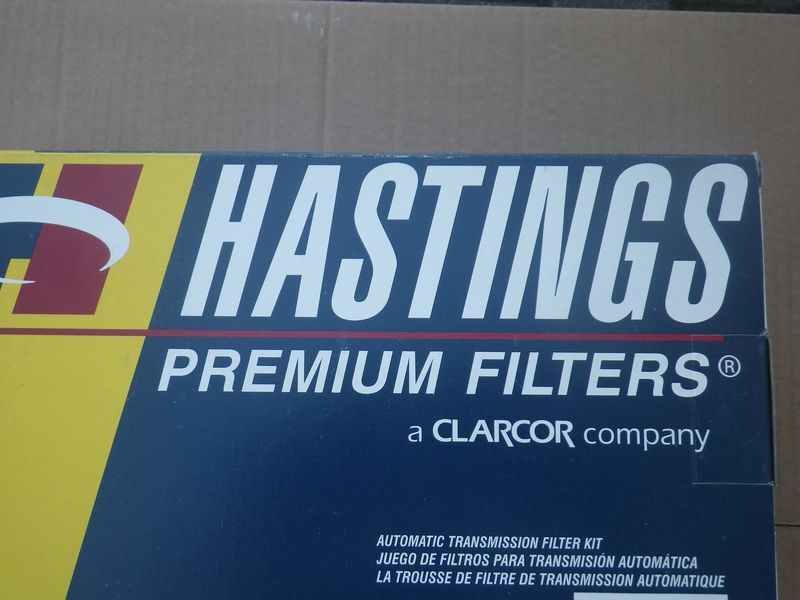 HASTINGS
PREMIUM FILTERS®
a CLARCOR company
AUTOMATIC TRANSMISSION FILTER KIT
JUEGO DE FILTROS PARA TRANSMISIÓN AUTOMÁTICA
LA TROUSSE DE FILTRE DE TRANSMISSION AUTOMATIQUE